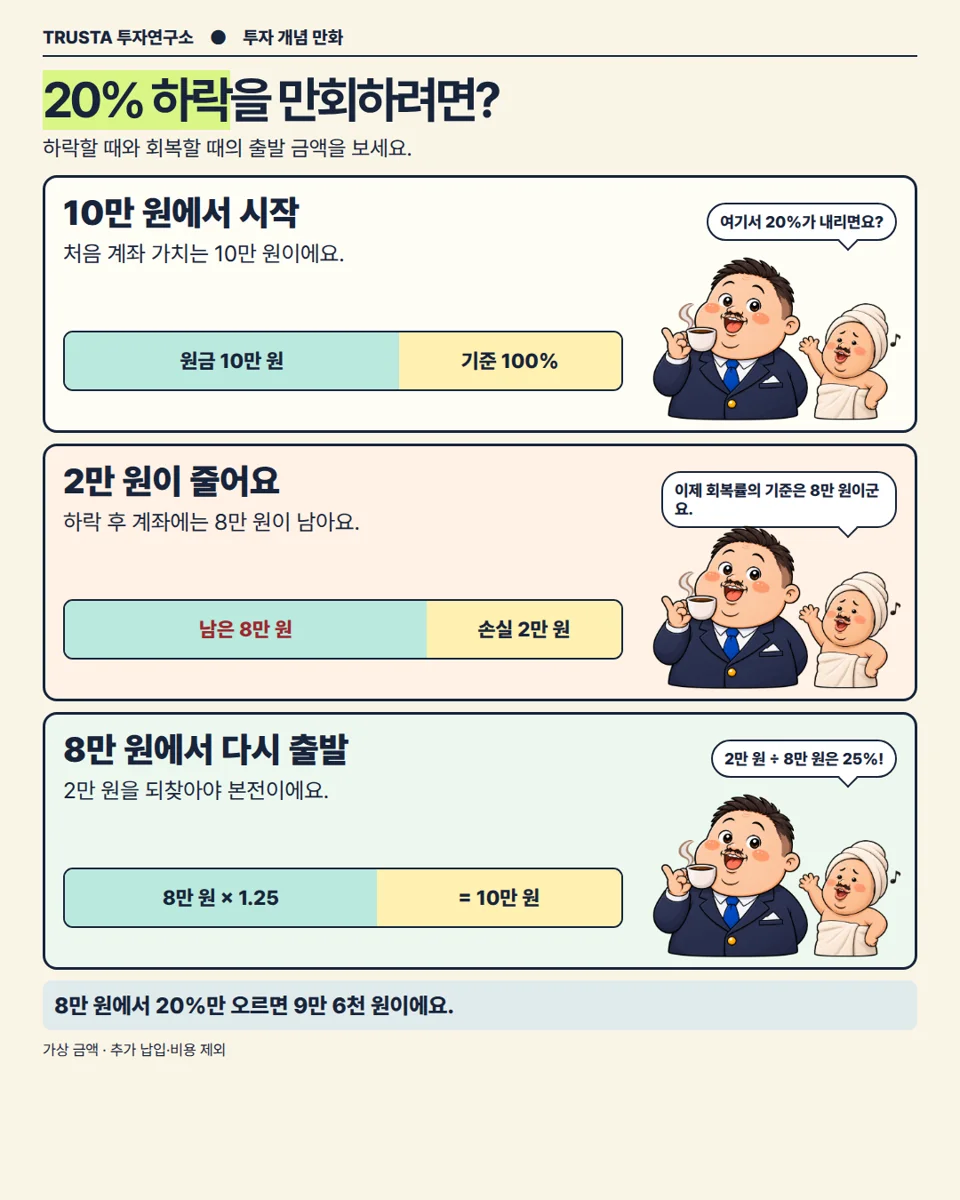 TRUSTA 투자연구소 ● 투자 개념 만화
20% 하락을 만회하려면?
하락할 때와 회복할 때의 출발 금액을 보세요.
10만 원에서 시작
처음 계좌 가치는 10만 원이에요.
여기서 20%가 내리면요?
원금 10만 원
기준 100%
2만 원이 줄어요
하락 후 계좌에는 8만 원이 남아요.
이제 회복률의 기준은 8만 원이군
요.
남은 8만 원
손실 2만 원
8만 원에서 다시 출발
2만 원을 되찾아야 본전이에요.
2만 원 ÷ 8만 원은 25%!
8만 원 × 1.25
= 10만 원
8만 원에서 20%만 오르면 9만 6천 원이에요.
가상 금액 · 추가 납입·비용 제외